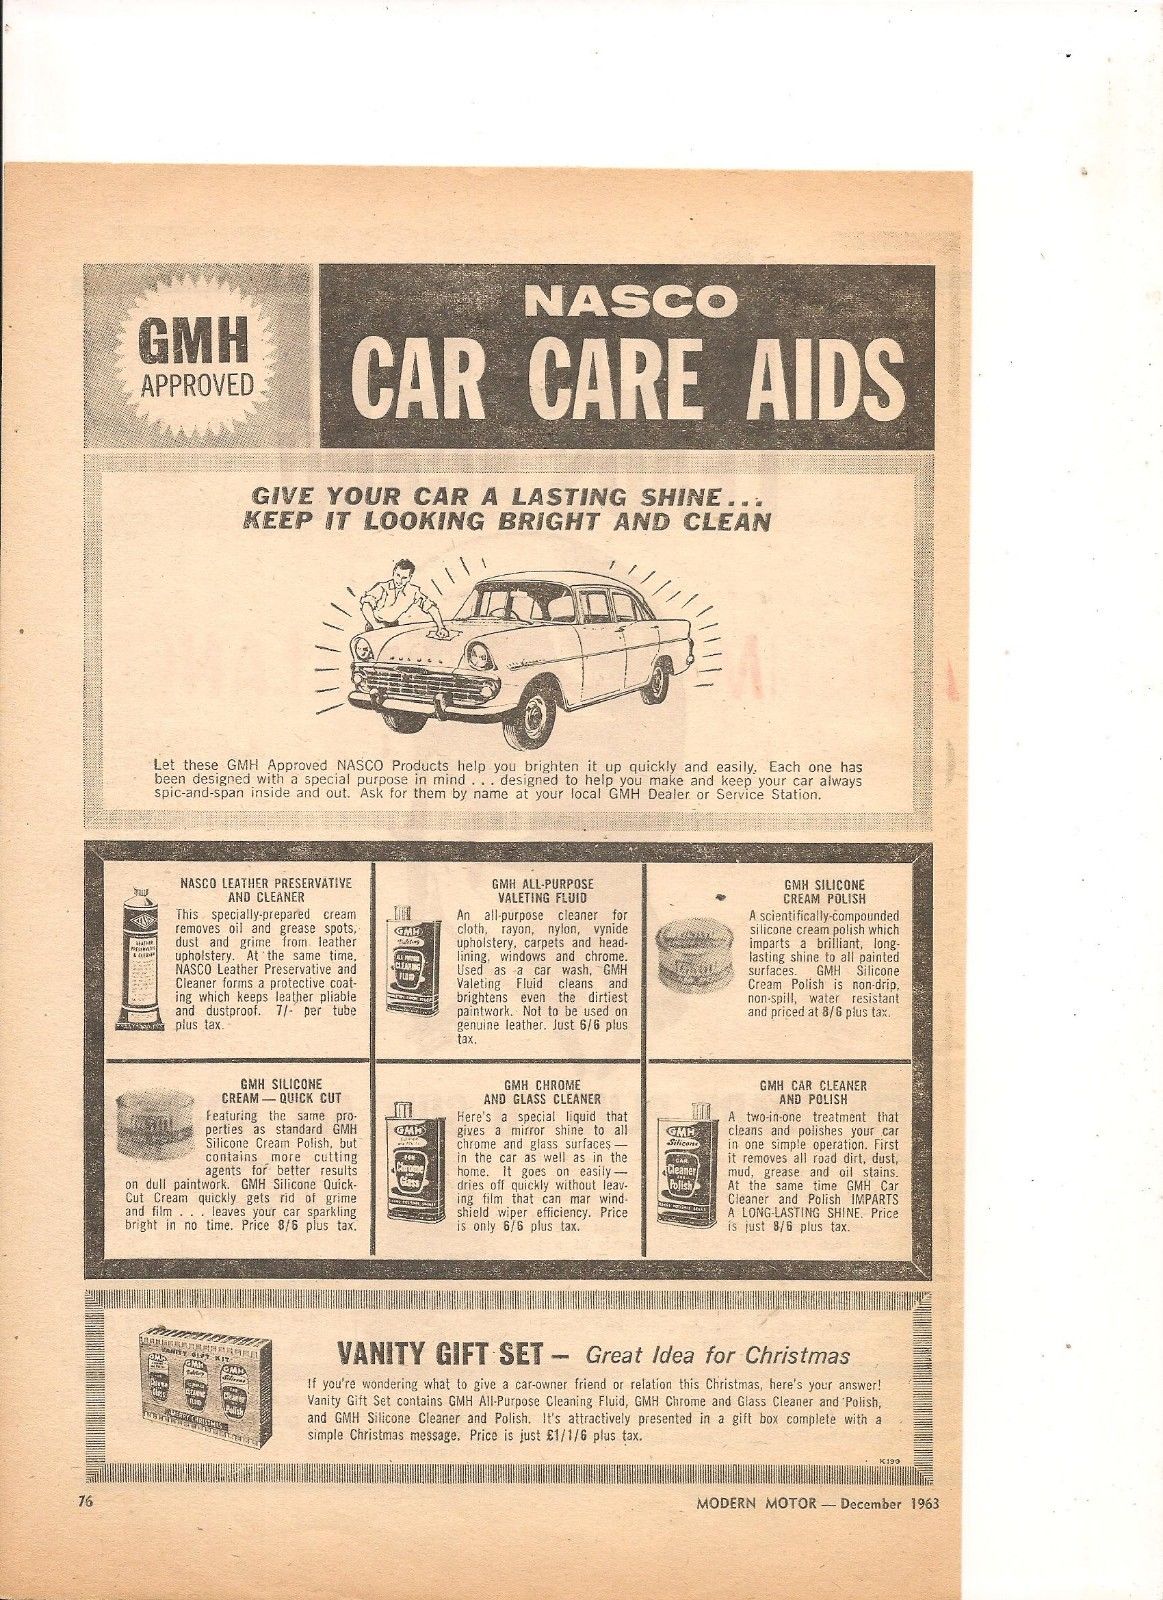 GMH
APPROVED
NASCO
CAR CARE AIDS
GIVE YOUR CAR A LASTING SHINE...
KEEP IT LOOKING BRIGHT AND CLEAN
Let these GMH Approved NASCO Products help you brighten it up quickly and easily. Each one has
been designed with a special purpose in mind . . . designed to help you make and keep your car always
spic-and-span inside and out. Ask for them by name at your local GMH Dealer or Service Station.
NASCO LEATHER PRESERVATIVE
AND CLEANER
This specially-prepared cream
removes oil and grease spots,
dust and grime from leather
upholstery. At the same time,
NASCO Leather Preservative and
Cleaner forms a protective coat-
ing which keeps leather pliable
and dustproof. 7/- per tube
plus tax.
GMH ALL-PURPOSE
VALETING FLUID
An all-purpose cleaner for
cloth, rayon, nylon, vynide
upholstery, carpets and head-
lining, windows and chrome.
Used as a car wash, GMH
Valeting Fluid cleans and
brightens even the dirtiest
paintwork. Not to be used on
genuine leather. Just 6/6 plus
tax.
GMH
ALL PURPOSE
CLEANING
FLUID
GMH SILICONE
CREAM POLISH
A scientifically-compounded
silicone cream polish which
imparts a brilliant, long-
lasting shine to all painted
surfaces. GMH Silicone
Cream Polish is non-drip,
non-spill, water resistant
and priced at 8/6 plus tax.
GMH SILICONE
CREAM — QUICK CUT
Featuring the same pro-
perties as standard GMH
Silicone Cream Polish, but
contains more cutting
agents for better results
on dull paintwork. GMH Silicone Quick-
Cut Cream quickly gets rid of grime
and film . . . leaves your car sparkling
bright in no time. Price 8/6 plus tax.
GMH CHROME
AND GLASS CLEANER
Here's a special liquid that
gives a mirror shine to all
chrome and glass surfaces —
in the car as well as in the
home. It goes on easily —
dries off quickly without leav-
ing film that can mar wind-
shield wiper efficiency. Price
is only 6/6 plus tax.
GMH
FOR
Chrome
Glass
GMH CAR CLEANER
AND POLISH
A two-in-one treatment that
cleans and polishes your car
in one simple operation. First
it removes all road dirt, dust,
mud, grease and oil stains.
At the same time GMH Car
Cleaner and Polish IMPARTS
A LONG-LASTING SHINE. Price
is just 8/6 plus tax.
GMH
Silicone
CAR
Cleaner
Polish
VANITY GIFT SET — Great Idea for Christmas
If you're wondering what to give a car-owner friend or relation this Christmas, here's your answer!
Vanity Gift Set contains GMH All-Purpose Cleaning Fluid, GMH Chrome and Glass Cleaner and Polish,
and GMH Silicone Cleaner and Polish. It's attractively presented in a gift box complete with a
simple Christmas message. Price is just £1/1/6 plus tax.
VANITY GIFT KIT
MERRY CHRISTMAS
K199
76
MODERN MOTOR — December 1963